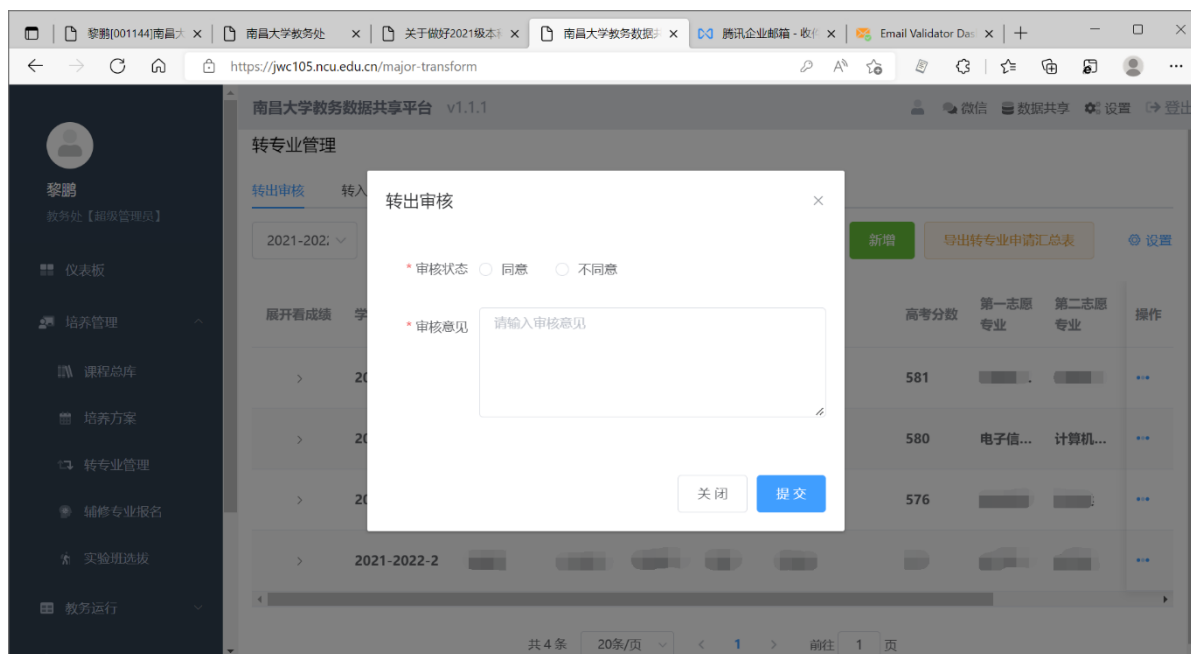 黎鹏[001144]南昌大
南昌大学教务处
关于做好2021级本科
南昌大学教务数据共
腾讯企业邮箱 - 收件
Email Validator Das
https://jwc105.ncu.edu.cn/major-transform
南昌大学教务数据共享平台 v1.1.1
微信 数据共享 设置 登出
黎鹏
教务处【超级管理员】
仪表板
培养管理
课程总库
培养方案
转专业管理
辅修专业报名
实验班选拔
教务运行
转专业管理
转出审核 转入
2021-202
新增 导出转专业申请汇总表 设置
展开看成绩 学 高考分数 第一志愿专业 第二志愿专业 操作
20 581
20 580 电子信... 计算机...
20 576
2021-2022-2
共 4 条 20条/页 < 1 > 前往 1 页
转出审核
* 审核状态 同意 不同意
* 审核意见 请输入审核意见
关 闭 提 交